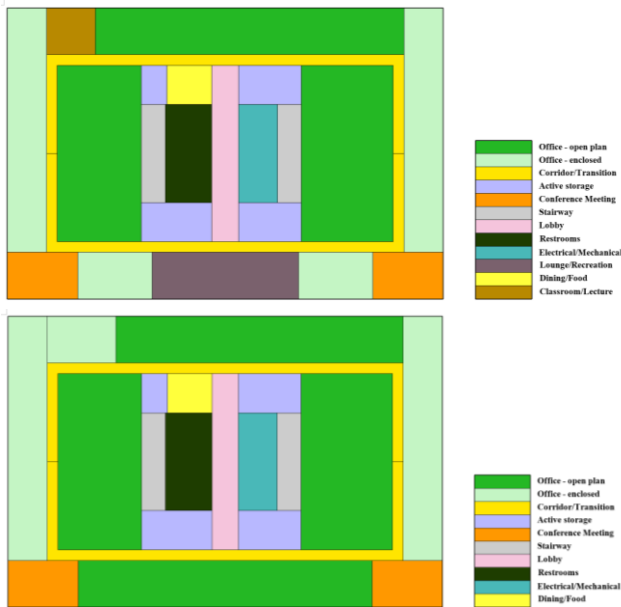 Office - open plan
Office - enclosed
Corridor/Transition
Active storage
Conference Meeting
Stairway
Lobby
Restrooms
Electrical/Mechanical
Lounge/Recreation
Dining/Food
Classroom/Lecture
Office - open plan
Office - enclosed
Corridor/Transition
Active storage
Conference Meeting
Stairway
Lobby
Restrooms
Electrical/Mechanical
Dining/Food